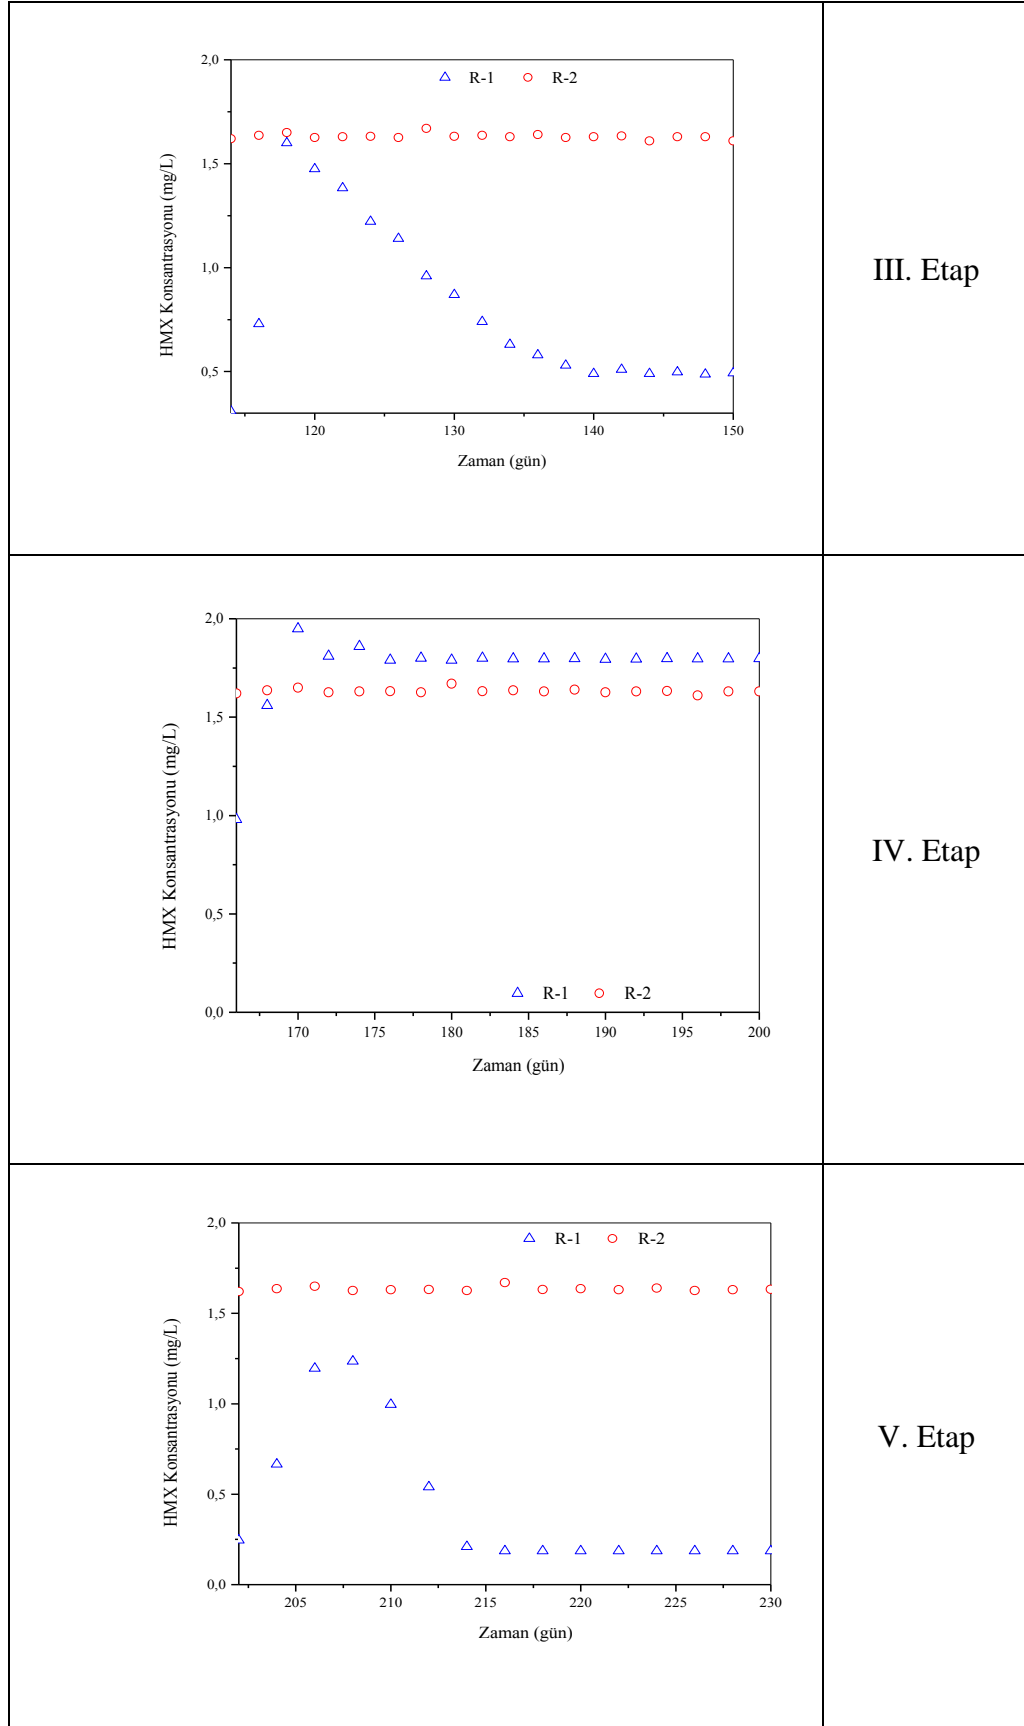 2,0
R-1 R-2
1,5
1,0
0,5
HMX Konsantrasyonu (mg/L)
120 130 140 150
Zaman (gün)
III. Etap
2,0
1,5
1,0
0,5
0,0
HMX Konsantrasyonu (mg/L)
R-1 R-2
170 175 180 185 190 195 200
Zaman (gün)
IV. Etap
2,0
R-1 R-2
1,5
1,0
0,5
0,0
HMX Konsantrasyonu (mg/L)
205 210 215 220 225 230
Zaman (gün)
V. Etap